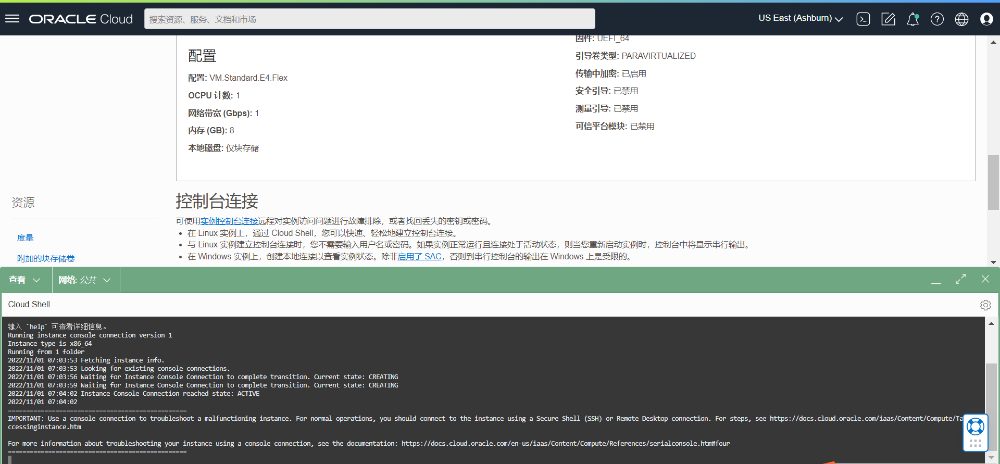 ORACLE Cloud
搜索资源、服务、文档和市场
US East (Ashburn)
配置
配置: VM.Standard.E4.Flex
OCPU 计数: 1
网络带宽 (Gbps): 1
内存 (GB): 8
本地磁盘: 仅块存储
固件: UEFI_64
引导卷类型: PARAVIRTUALIZED
传输中加密: 已启用
安全引导: 已禁用
测量引导: 已禁用
可信平台模块: 已禁用
资源
度量
附加的块存储卷
控制台连接
可使用实例控制台连接远程对实例访问问题进行故障排除，或者找回丢失的密钥或密码。
• 在 Linux 实例上，通过 Cloud Shell，您可以快速、轻松地建立控制台连接。
• 与 Linux 实例建立控制台连接时，您不需要输入用户名或密码。如果实例正常运行且连接处于活动状态，则当您重新启动实例时，控制台中将显示串行输出。
• 在 Windows 实例上，创建本地连接以查看实例状态。除非启用了 SAC，否则到串行控制台的输出在 Windows 上是受限的。
查看
网络: 公共
Cloud Shell
键入 `help` 可查看详细信息。
Running instance console connection version 1
Instance type is x86_64
Running from 1 folder
2022/11/01 07:03:53 Fetching instance info.
2022/11/01 07:03:53 Looking for existing console connections.
2022/11/01 07:03:56 Waiting for Instance Console Connection to complete transition. Current state: CREATING
2022/11/01 07:03:59 Waiting for Instance Console Connection to complete transition. Current state: CREATING
2022/11/01 07:04:02 Instance Console Connection reached state: ACTIVE
2022/11/01 07:04:02
=================================================
IMPORTANT: Use a console connection to troubleshoot a malfunctioning instance. For normal operations, you should connect to the instance using a Secure Shell (SSH) or Remote Desktop connection. For steps, see https://docs.cloud.oracle.com/iaas/Content/Compute/Ta
ccessinginstance.htm
For more information about troubleshooting your instance using a console connection, see the documentation: https://docs.cloud.oracle.com/en-us/iaas/Content/Compute/References/serialconsole.htm#four
=================================================